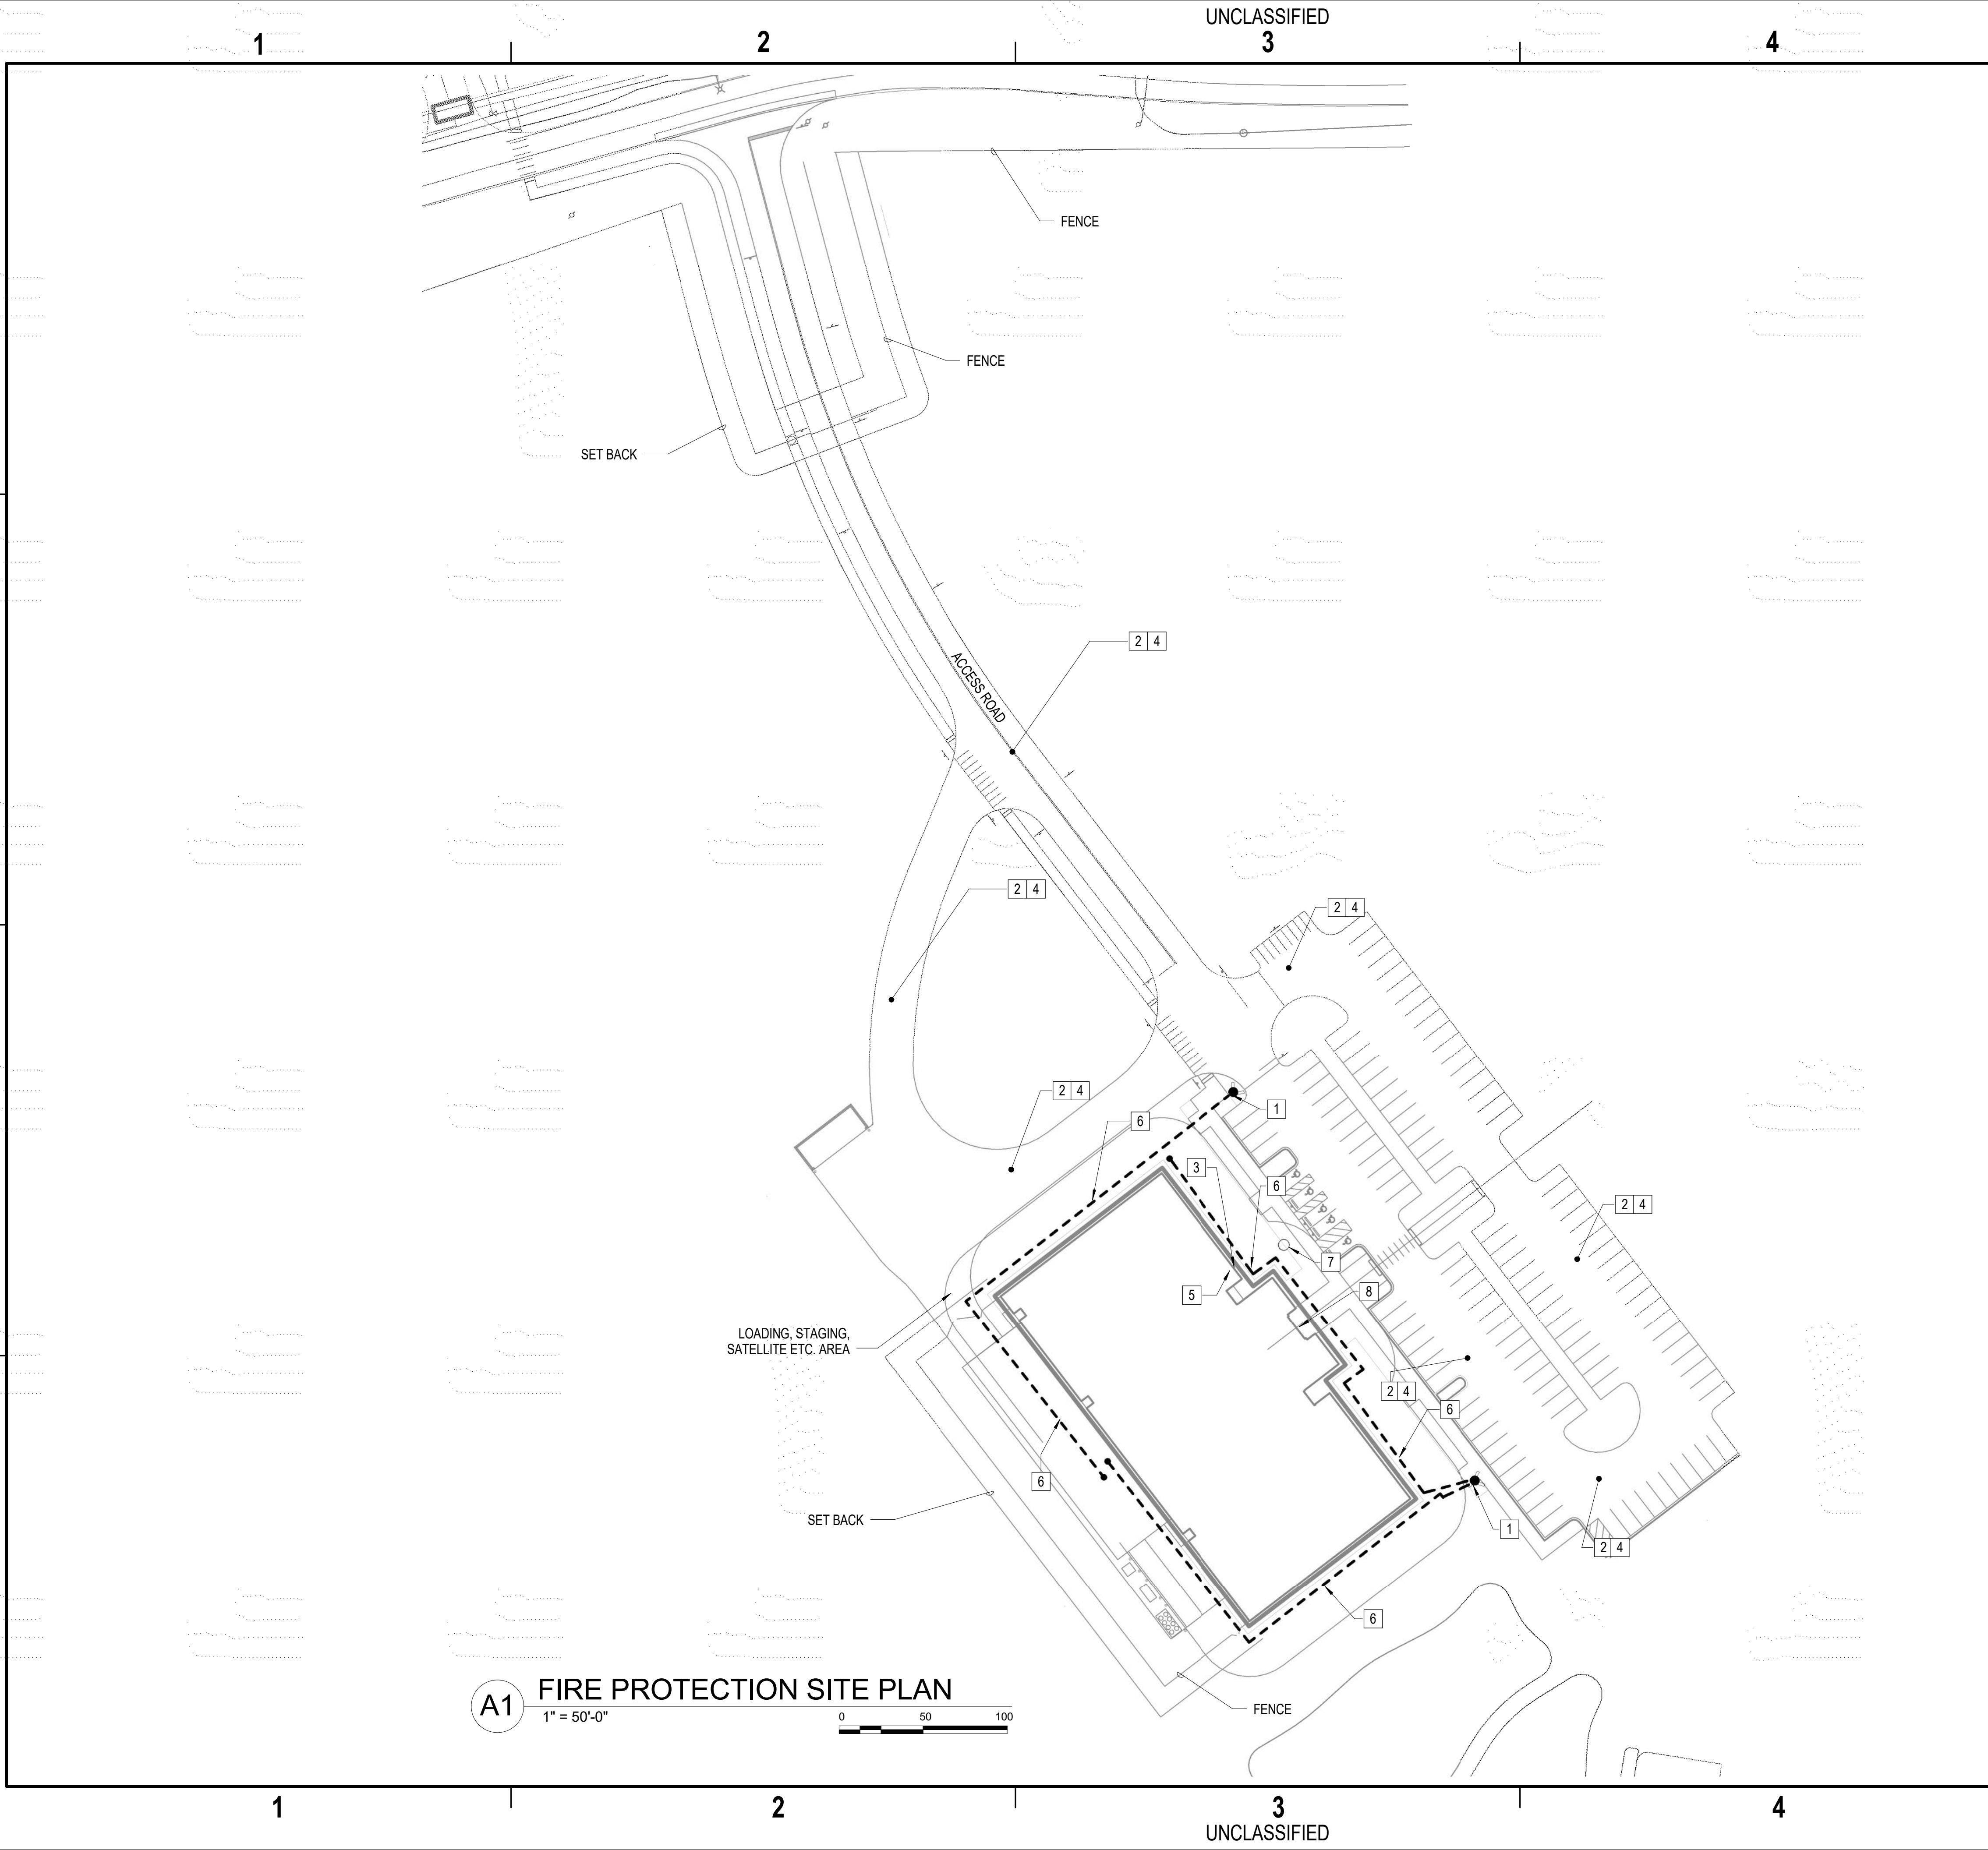 UNCLASSIFIED
1 2 3 4
FENCE
FENCE
SET BACK
2 4
ACCESS ROAD
2 4
2 4
2 4
1
6
3
6
2 4
7
5
8
LOADING, STAGING,
SATELLITE ETC. AREA
2 4
6
6
SET BACK
1
2 4
6
A1
FIRE PROTECTION SITE PLAN
1" = 50'-0"
0 50 100
FENCE
1 2 3 4
UNCLASSIFIED